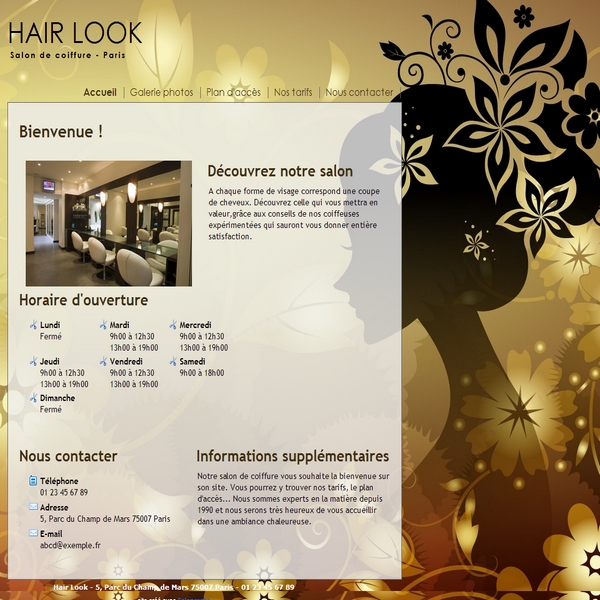 HAIR LOOK
Salon de coiffure - Paris
Accueil | Galerie photos | Plan d'accès | Nos tarifs | Nous contacter |
Bienvenue !
Découvrez notre salon
A chaque forme de visage correspond une coupe
de cheveux. Découvrez celle qui vous mettra en
valeur,grâce aux conseils de nos coiffeuses
expérimentées qui sauront vous donner entière
satisfaction.
Horaire d'ouverture
Lundi
Fermé
Mardi
9h00 à 12h30
13h00 à 19h00
Mercredi
9h00 à 12h30
13h00 à 19h00
Jeudi
9h00 à 12h30
13h00 à 19h00
Vendredi
9h00 à 12h30
13h00 à 19h00
Samedi
9h00 à 18h00
Dimanche
Fermé
Nous contacter
Téléphone
01 23 45 67 89
Adresse
5, Parc du Champ de Mars 75007 Paris
E-mail
abcd@exemple.fr
Informations supplémentaires
Notre salon de coiffure vous souhaite la bienvenue sur
son site. Vous pourrez y trouver nos tarifs, le plan
d'accès... Nous sommes experts en la matière depuis
1990 et nous serons très heureux de vous accueillir
dans une ambiance chaleureuse.
Hair Look - 5, Parc du Champ de Mars 75007 Paris - 01 23 45 67 89